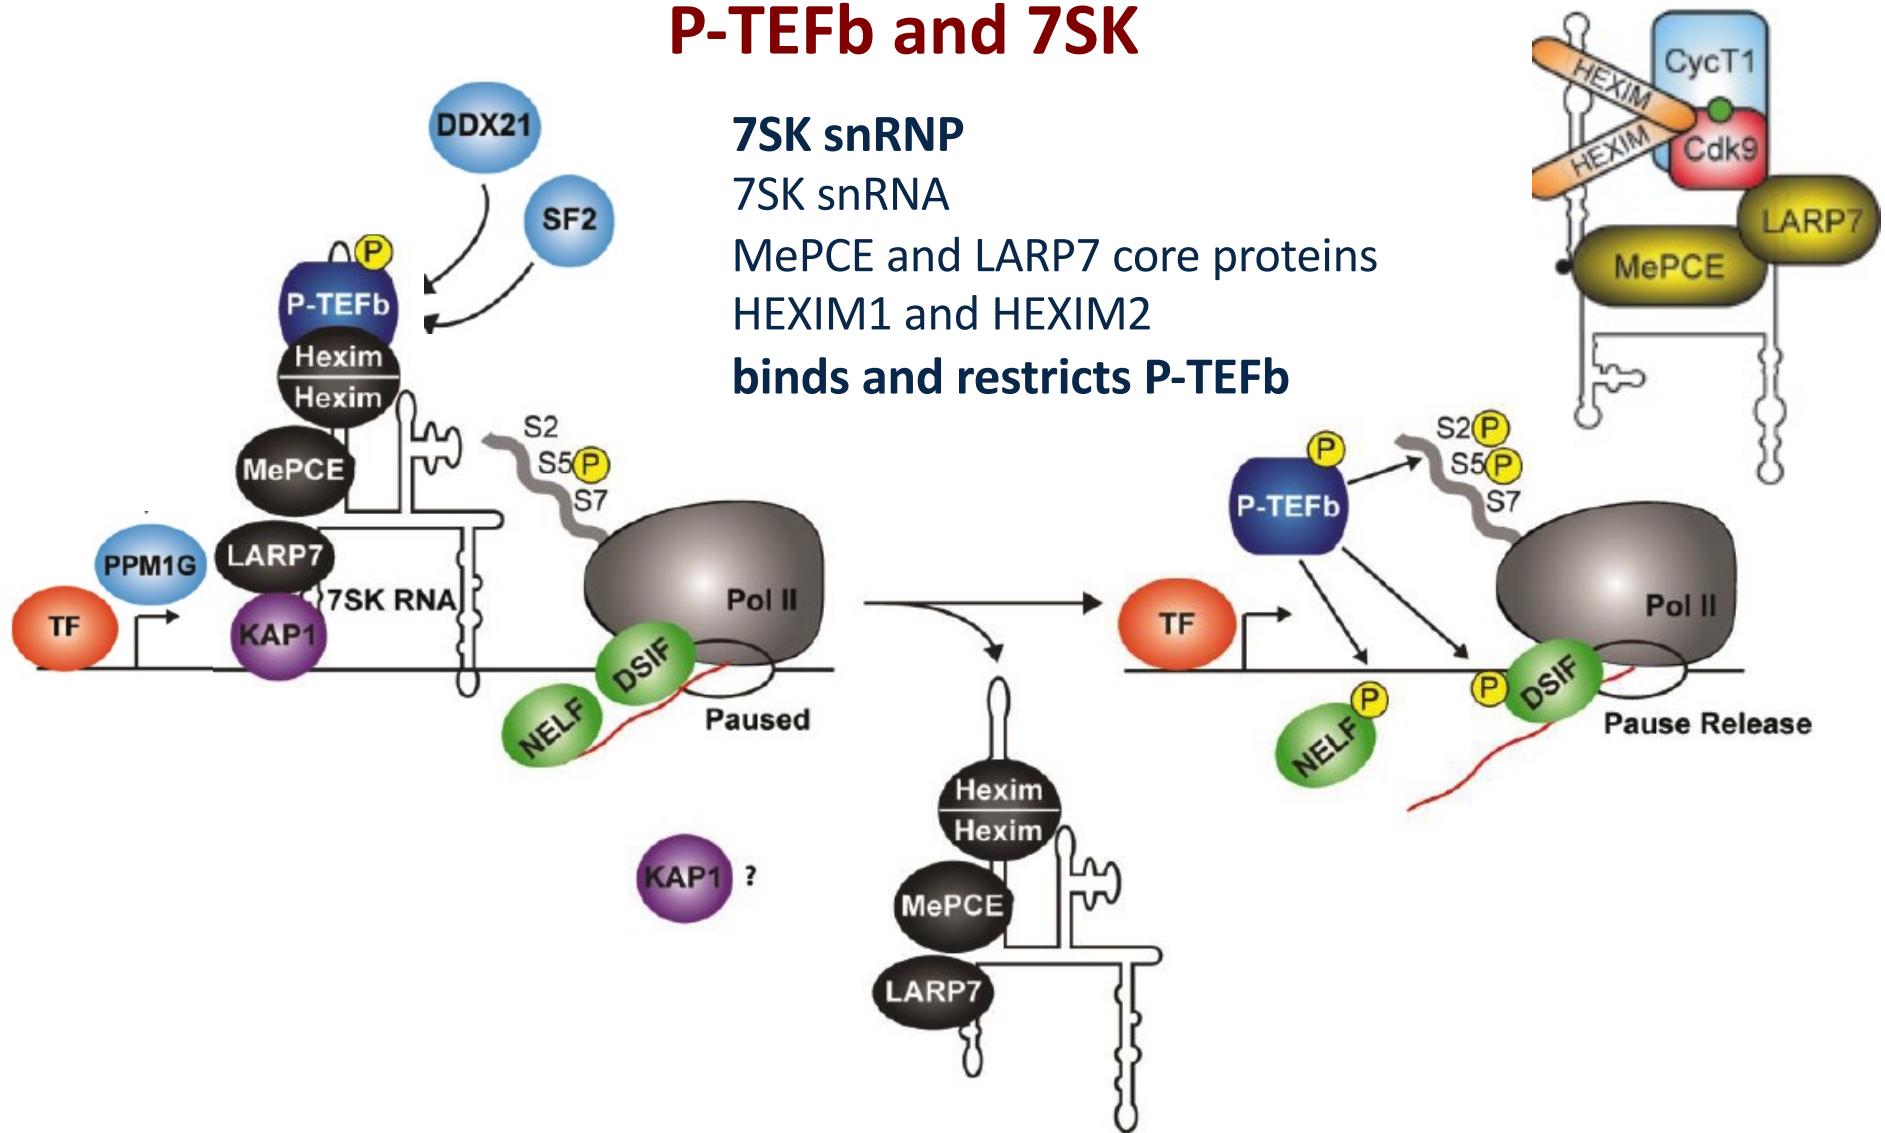 P-TEFb and 7SK
DDX21
SF2
P
P-TEFb
Hexim
Hexim
MePCE
LARP7
PPM1G
TF
KAP1
7SK RNA
7SK snRNP
7SK snRNA
MePCE and LARP7 core proteins
HEXIM1 and HEXIM2
binds and restricts P-TEFb
HEXIM
HEXIM
CycT1
Cdk9
LARP7
MePCE
S2
S5 P
S7
Pol II
DSIF
NELF
Paused
KAP1 ?
Hexim
Hexim
MePCE
LARP7
P
P-TEFb
S2 P
S5 P
S7
TF
Pol II
P DSIF
P
NELF
Pause Release